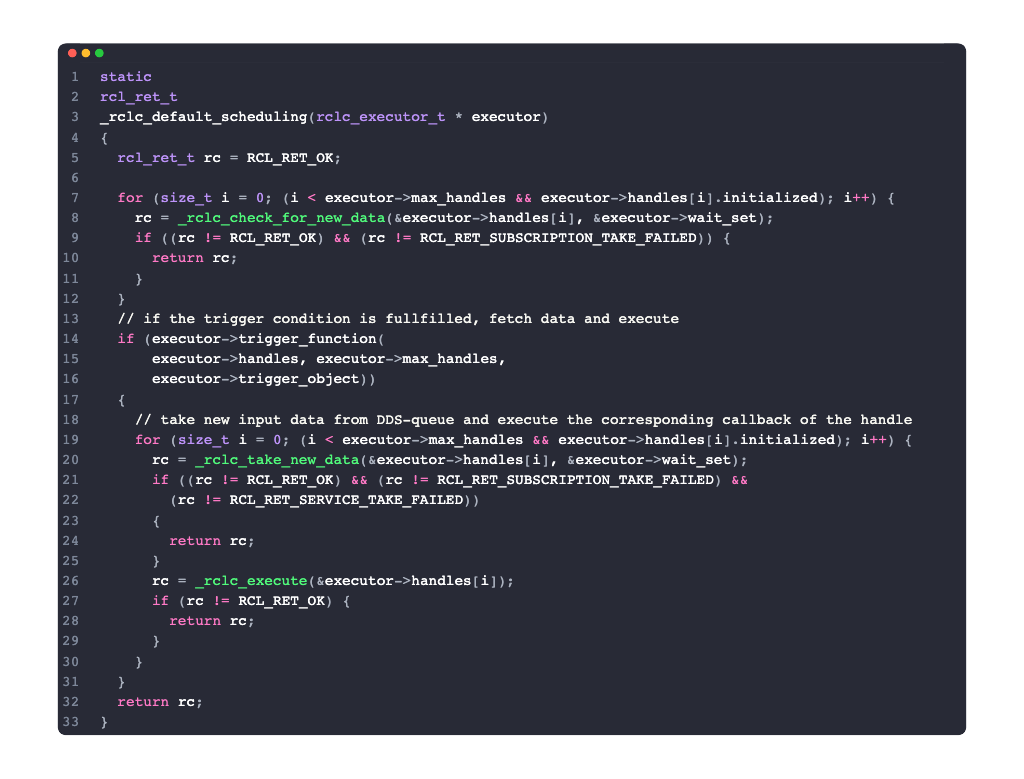 1 static
2 rcl_ret_t
3 _rclc_default_scheduling(rclc_executor_t * executor)
4 {
5   rcl_ret_t rc = RCL_RET_OK;
6
7   for (size_t i = 0; (i < executor->max_handles && executor->handles[i].initialized); i++) {
8     rc = _rclc_check_for_new_data(&executor->handles[i], &executor->wait_set);
9     if ((rc != RCL_RET_OK) && (rc != RCL_RET_SUBSCRIPTION_TAKE_FAILED)) {
10       return rc;
11     }
12   }
13   // if the trigger condition is fullfilled, fetch data and execute
14   if (executor->trigger_function(
15       executor->handles, executor->max_handles,
16       executor->trigger_object))
17   {
18     // take new input data from DDS-queue and execute the corresponding callback of the handle
19     for (size_t i = 0; (i < executor->max_handles && executor->handles[i].initialized); i++) {
20       rc = _rclc_take_new_data(&executor->handles[i], &executor->wait_set);
21       if ((rc != RCL_RET_OK) && (rc != RCL_RET_SUBSCRIPTION_TAKE_FAILED) &&
22         (rc != RCL_RET_SERVICE_TAKE_FAILED))
23       {
24         return rc;
25       }
26       rc = _rclc_execute(&executor->handles[i]);
27       if (rc != RCL_RET_OK) {
28         return rc;
29       }
30     }
31   }
32   return rc;
33 }